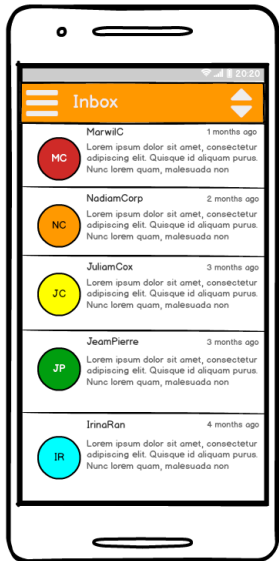 20:20
Inbox
MarwilC 1 months ago
MC
Lorem ipsum dolor sit amet, consectetur
adipiscing elit. Quisque id aliquam purus.
Nunc lorem quam, malesuada non
NadiamCorp 2 months ago
NC
Lorem ipsum dolor sit amet, consectetur
adipiscing elit. Quisque id aliquam purus.
Nunc lorem quam, malesuada non
JuliamCox 3 months ago
JC
Lorem ipsum dolor sit amet, consectetur
adipiscing elit. Quisque id aliquam purus.
Nunc lorem quam, malesuada non
JeamPierre 3 months ago
JP
Lorem ipsum dolor sit amet, consectetur
adipiscing elit. Quisque id aliquam purus.
Nunc lorem quam, malesuada non
IrinaRan 4 months ago
IR
Lorem ipsum dolor sit amet, consectetur
adipiscing elit. Quisque id aliquam purus.
Nunc lorem quam, malesuada non